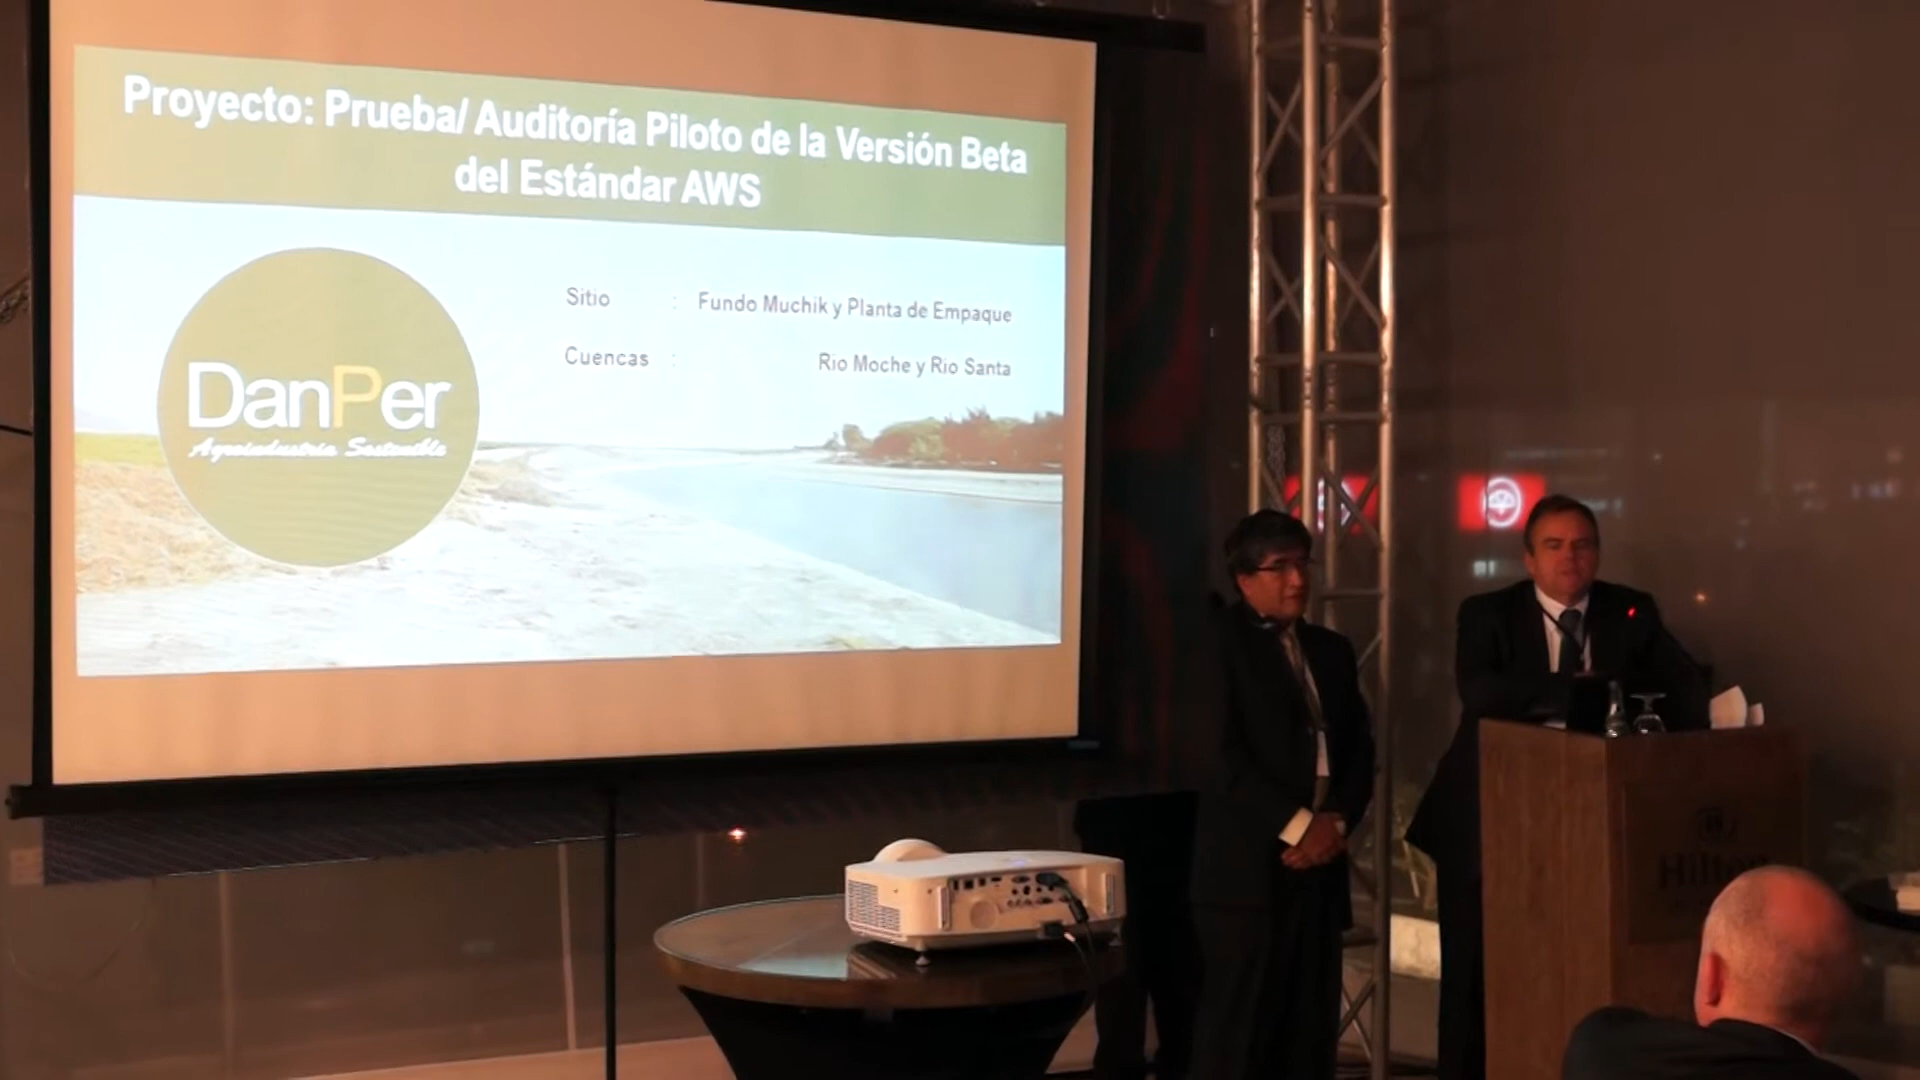 Proyecto: Prueba/ Auditoría Piloto de la Versión Beta
del Estándar AWS
Sitio : Fundo Muchik y Planta de Empaque
Cuencas : Rio Moche y Rio Santa
DanPer
Agroindustria Sostenible
Hilton